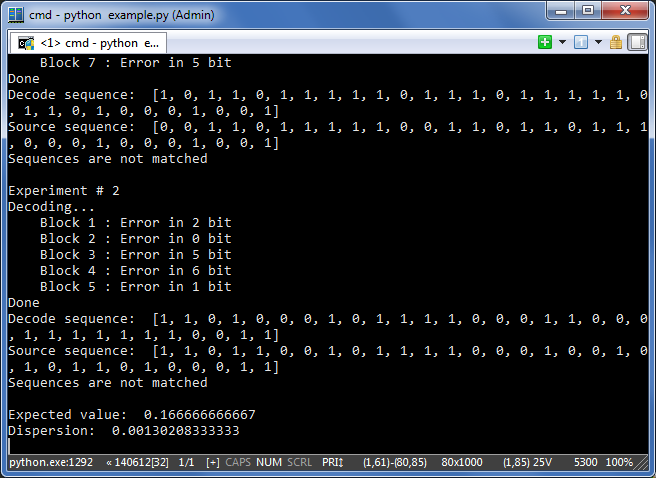 cmd - python  example.py (Admin)
<1> cmd - python e...
    Block 7 : Error in 5 bit
Done
Decode sequence:  [1, 0, 1, 1, 0, 1, 1, 1, 1, 1, 0, 1, 1, 1, 0, 1, 1, 1, 1, 1, 0
, 1, 1, 0, 1, 0, 0, 0, 1, 0, 0, 1]
Source sequence:  [0, 0, 1, 1, 0, 1, 1, 1, 1, 1, 0, 0, 1, 1, 0, 1, 1, 0, 1, 1, 1
, 0, 0, 0, 1, 0, 0, 0, 1, 0, 0, 1]
Sequences are not matched
Experiment # 2
Decoding...
    Block 1 : Error in 2 bit
    Block 2 : Error in 0 bit
    Block 3 : Error in 5 bit
    Block 4 : Error in 6 bit
    Block 5 : Error in 1 bit
Done
Decode sequence:  [1, 1, 0, 1, 0, 0, 0, 1, 0, 1, 1, 1, 1, 0, 0, 0, 1, 1, 0, 0, 0
, 1, 1, 1, 1, 1, 1, 1, 0, 0, 1, 1]
Source sequence:  [1, 1, 0, 1, 1, 0, 0, 1, 0, 1, 1, 1, 1, 0, 0, 0, 1, 0, 0, 1, 0
, 1, 0, 1, 1, 0, 1, 0, 0, 0, 1, 1]
Sequences are not matched
Expected value:  0.166666666667
Dispersion:  0.00130208333333
python.exe:1292 « 140612[32] 1/1 [+] CAPS NUM SCRL PRI↕ (1,61)-(80,85) 80x1000 (1,85) 25V 5300 100%